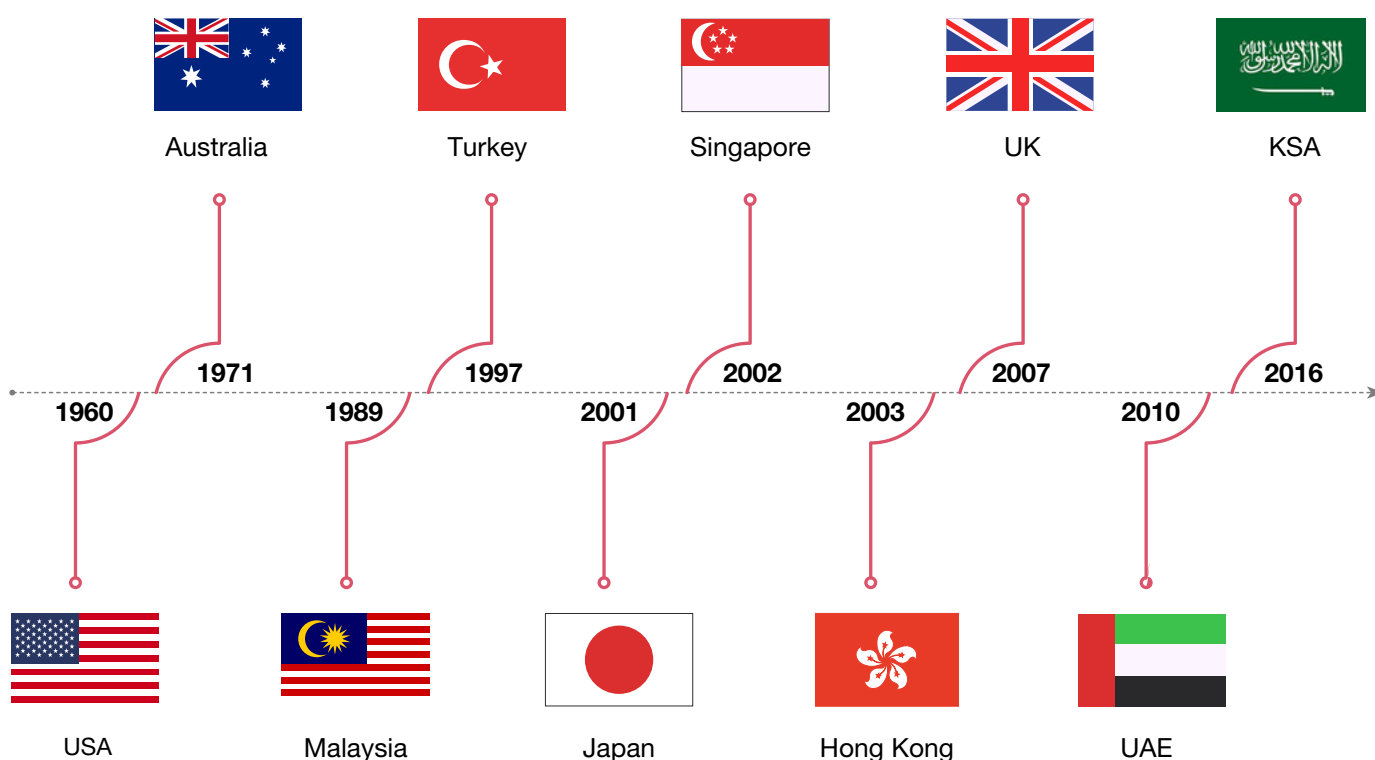 Australia
Turkey
Singapore
UK
KSA
1971
1997
2002
2007
2016
1960
1989
2001
2003
2010
USA
Malaysia
Japan
Hong Kong
UAE